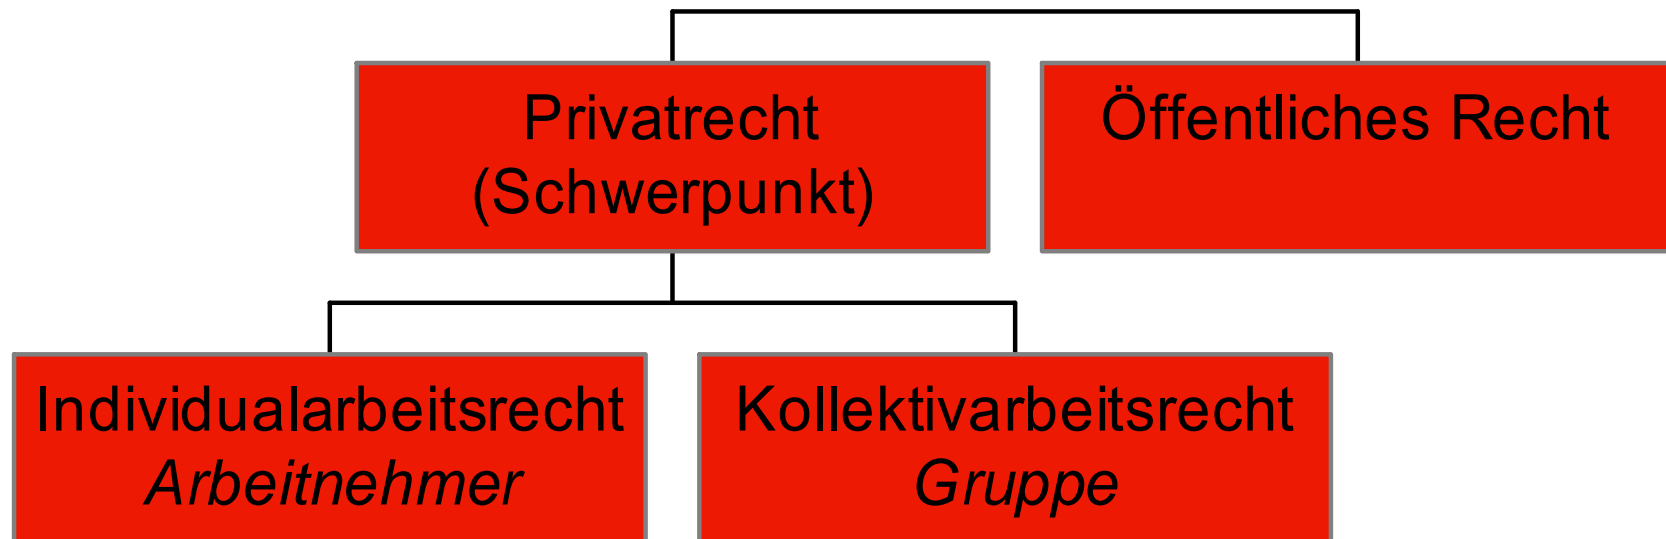 Privatrecht
(Schwerpunkt)
Öffentliches Recht
Individualarbeitsrecht
Arbeitnehmer
Kollektivarbeitsrecht
Gruppe